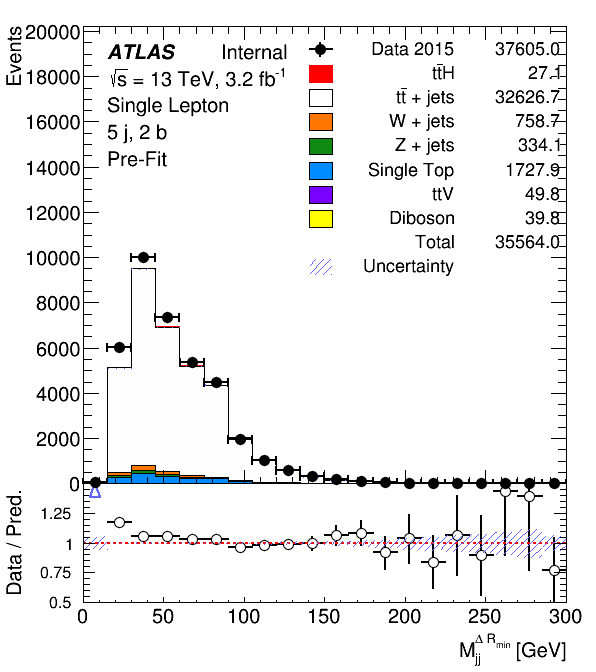 Events
20000
18000
16000
14000
12000
10000
8000
6000
4000
2000
0
ATLAS Internal
√s = 13 TeV, 3.2 fb⁻¹
Single Lepton
5 j, 2 b
Pre-Fit
Data 2015 37605.0
tt̄H 27.1
tt̄ + jets 32626.7
W + jets 758.7
Z + jets 334.1
Single Top 1727.9
ttV 49.8
Diboson 39.8
Total 35564.0
Uncertainty
Data / Pred.
1.25
1
0.75
0.5
0 50 100 150 200 250 300
M_jj^{Δ R_min} [GeV]